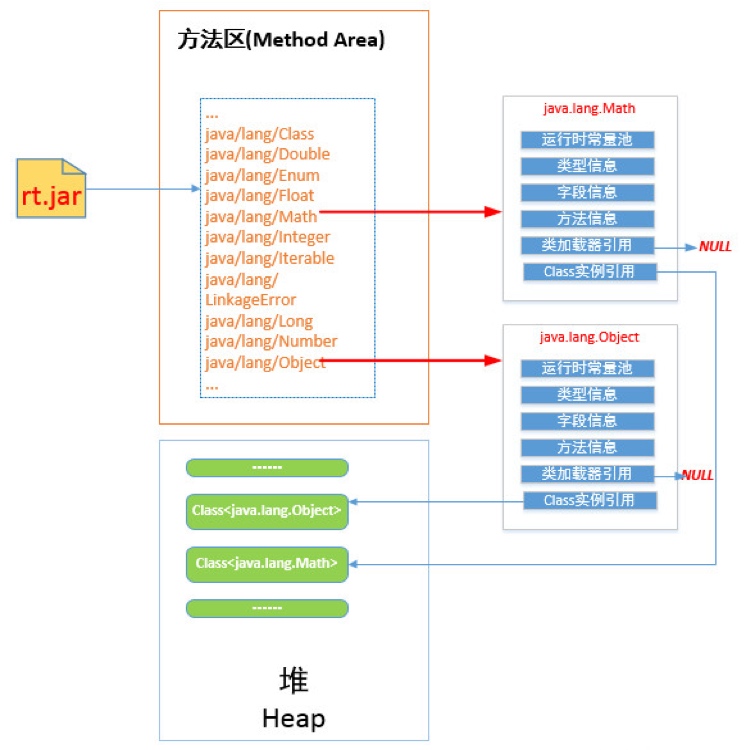 方法区(Method Area)
rt.jar
...
java/lang/Class
java/lang/Double
java/lang/Enum
java/lang/Float
java/lang/Math
java/lang/Integer
java/lang/Iterable
java/lang/
LinkageError
java/lang/Long
java/lang/Number
java/lang/Object
...
java.lang.Math
运行时常量池
类型信息
字段信息
方法信息
类加载器引用
NULL
Class实例引用
java.lang.Object
运行时常量池
类型信息
字段信息
方法信息
类加载器引用
NULL
Class实例引用
------
Class<java.lang.Object>
Class<java.lang.Math>
------
堆
Heap